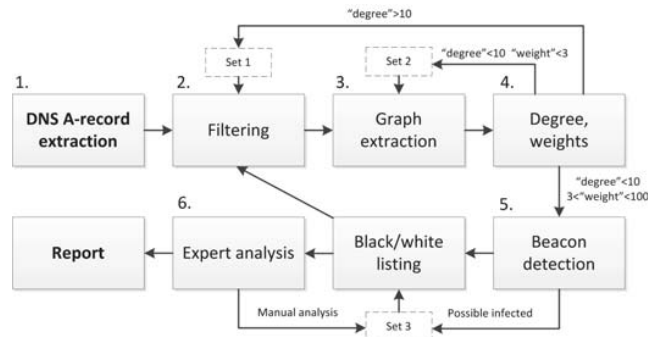 "degree">10
Set 1
Set 2
"degree"<10 "weight"<3
1.
2.
3.
4.
DNS A-record
extraction
Filtering
Graph
extraction
Degree,
weights
"degree"<10
3<"weight"<100
6.
5.
Report
Expert analysis
Black/white
listing
Beacon
detection
Manual analysis
Set 3
Possible infected